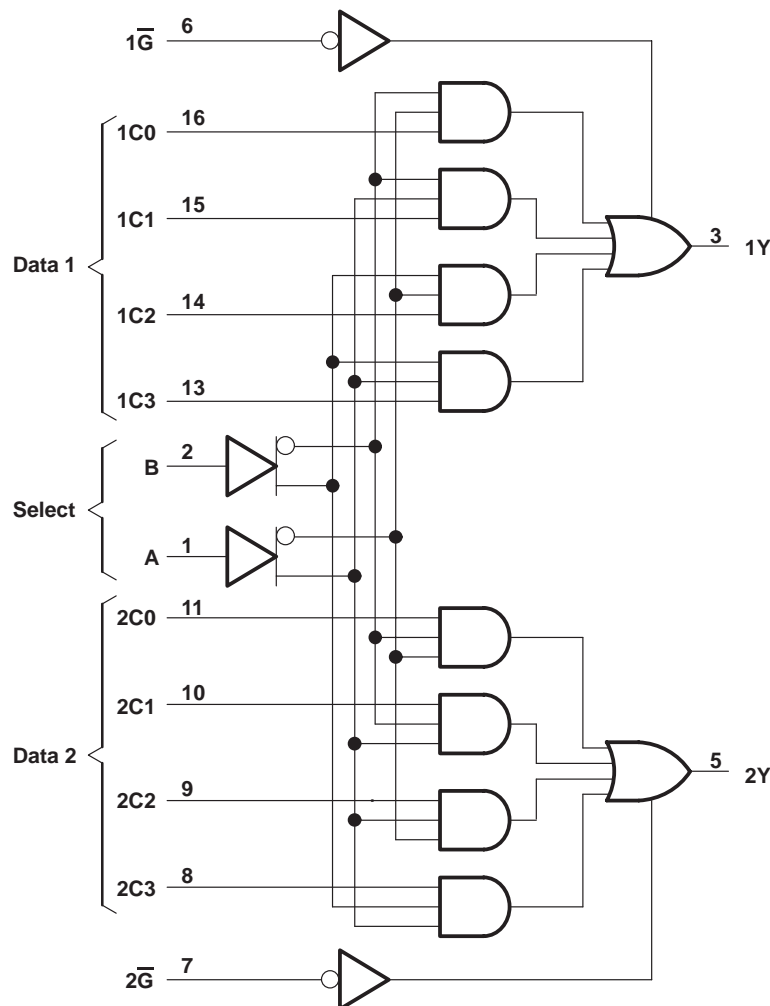 1G̅ 6
1C0 16
1C1 15
Data 1
3 1Y
1C2 14
1C3 13
B 2
Select
A 1
2C0 11
2C1 10
Data 2
5 2Y
2C2 9
2C3 8
2G̅ 7